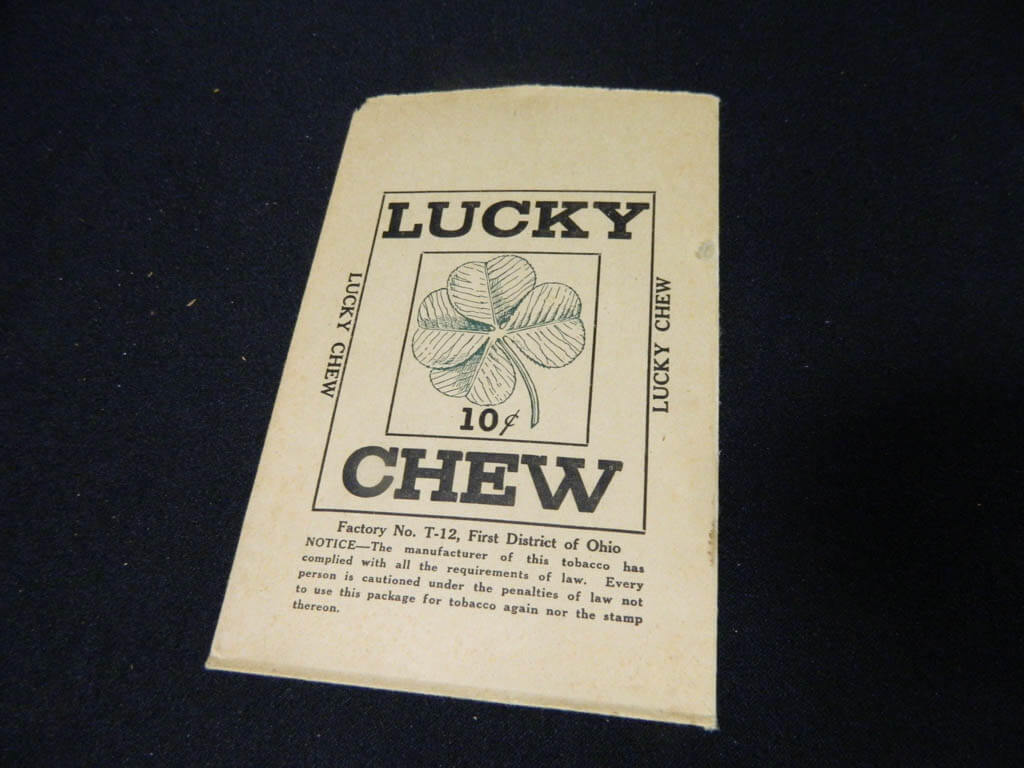 LUCKY
LUCKY CHEW
LUCKY CHEW
10¢
CHEW
Factory No. T-12, First District of Ohio
NOTICE—The manufacturer of this tobacco has
complied with all the requirements of law. Every
person is cautioned under the penalties of law not
to use this package for tobacco again nor the stamp
thereon.